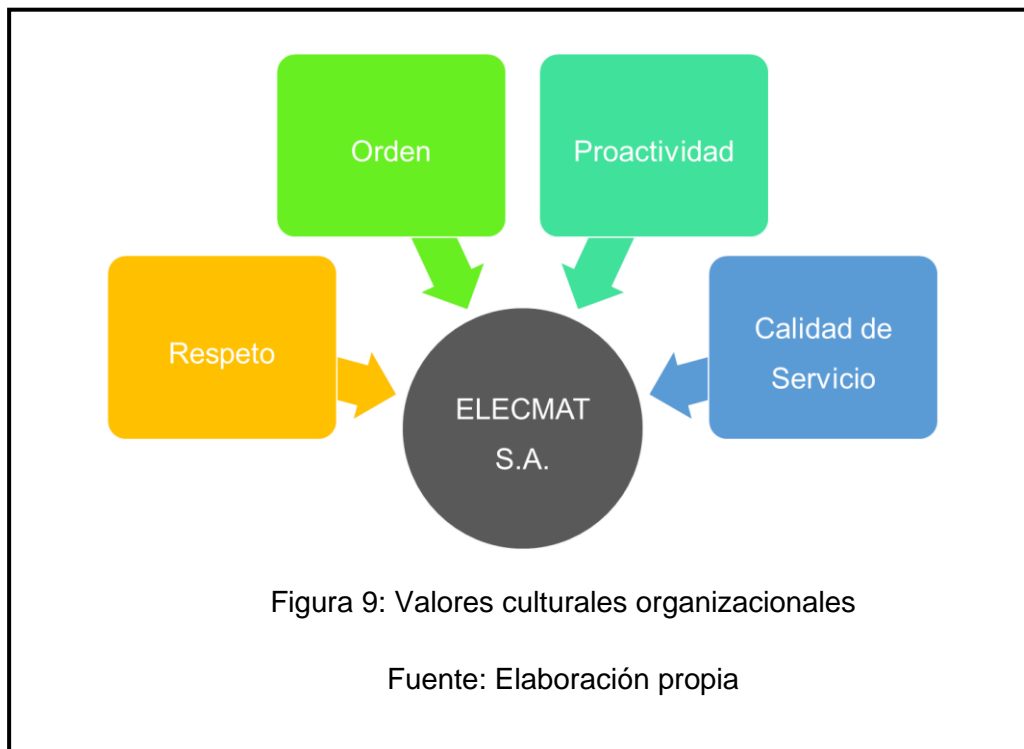 Orden
Proactividad
Respeto
Calidad de
Servicio
ELECMAT
S.A.
Figura 9: Valores culturales organizacionales
Fuente: Elaboración propia